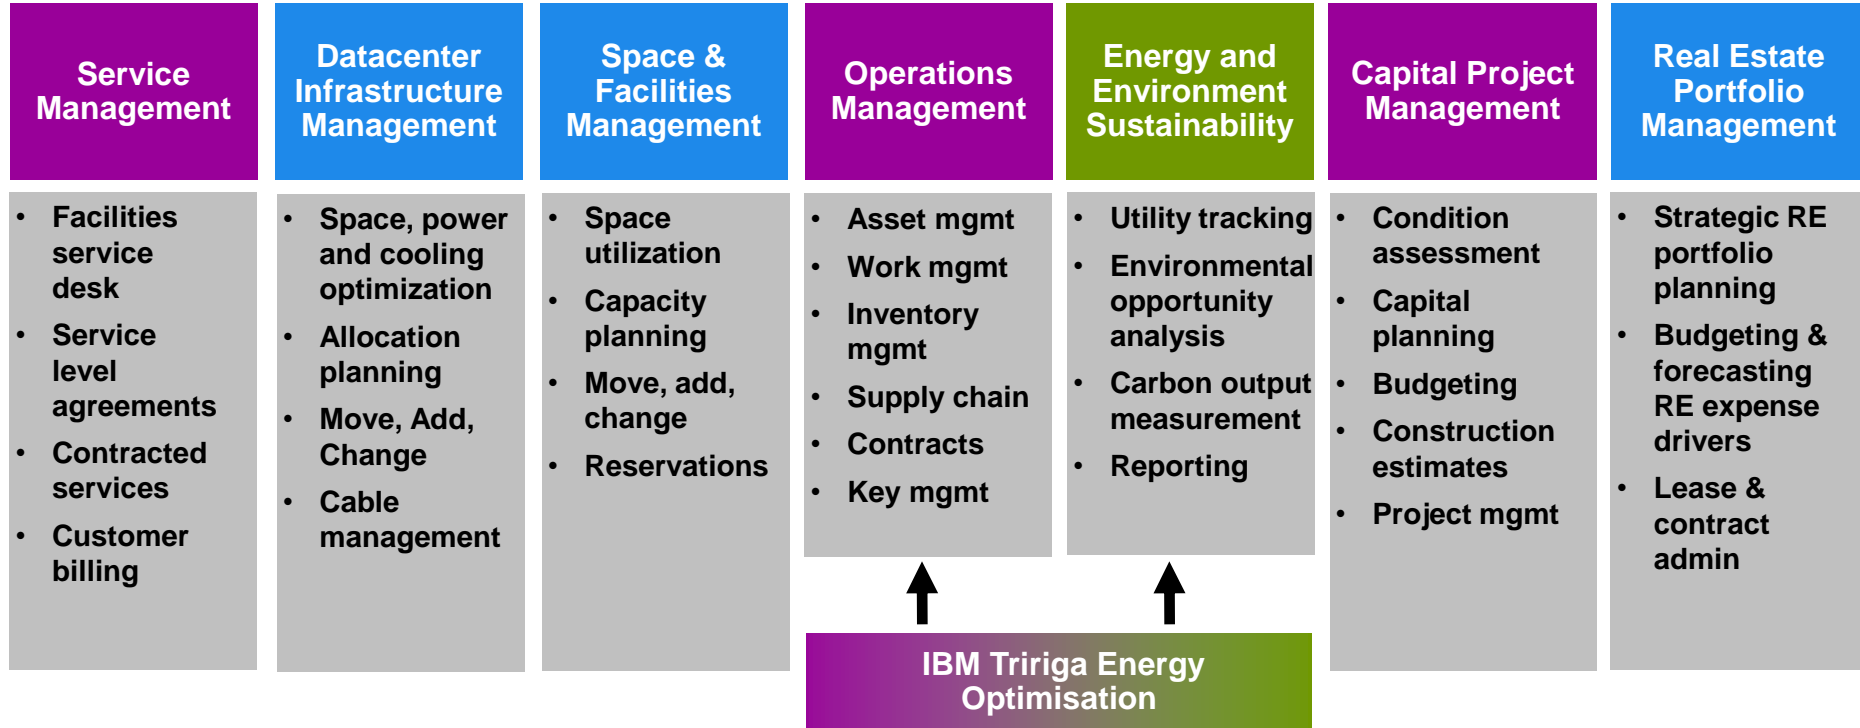 Service
Management
Datacenter
Infrastructure
Management
Space &
Facilities
Management
Operations
Management
Energy and
Environment
Sustainability
Capital Project
Management
Real Estate
Portfolio
Management
• Facilities
service
desk
• Service
level
agreements
• Contracted
services
• Customer
billing
• Space, power
and cooling
optimization
• Allocation
planning
• Move, Add,
Change
• Cable
management
• Space
utilization
• Capacity
planning
• Move, add,
change
• Reservations
• Asset mgmt
• Work mgmt
• Inventory
mgmt
• Supply chain
• Contracts
• Key mgmt
• Utility tracking
• Environmental
opportunity
analysis
• Carbon output
measurement
• Reporting
• Condition
assessment
• Capital
planning
• Budgeting
• Construction
estimates
• Project mgmt
• Strategic RE
portfolio
planning
• Budgeting &
forecasting
RE expense
drivers
• Lease &
contract
admin
IBM Tririga Energy
Optimisation